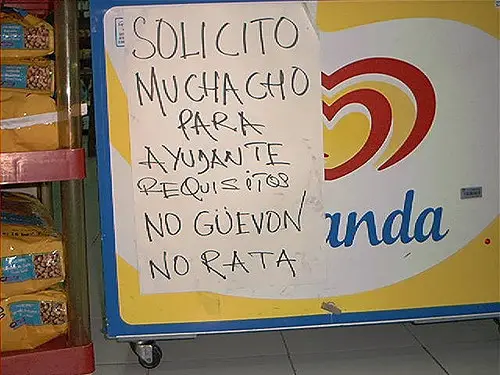 SOLICITO
MUCHACHO
PARA
AYUDANTE
REQUISITOS
NO GÜEVON
NO RATA
anda